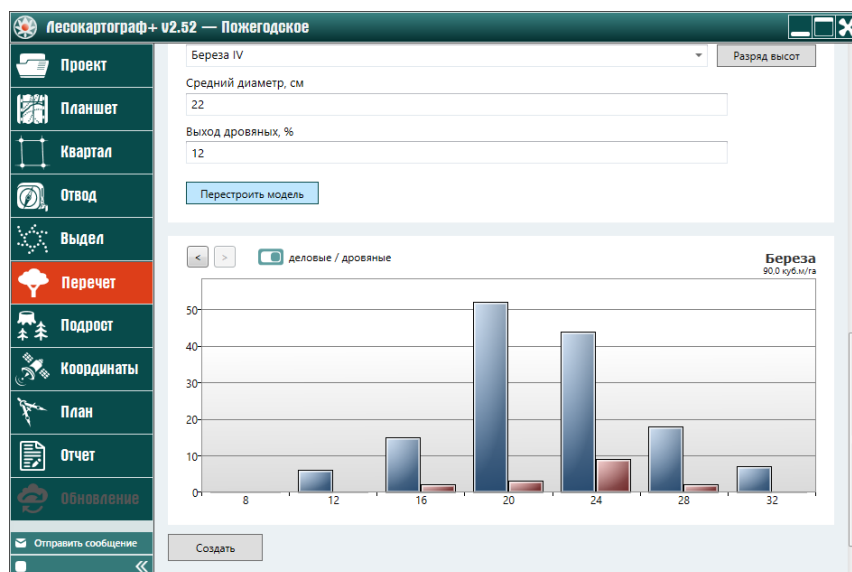 Лесокартограф+ v2.52 — Пожегодское
Проект
Планшет
Квартал
Отвод
Выдел
Перечет
Подрост
Координаты
План
Отчет
Обновление
Отправить сообщение
Береза IV
Разряд высот
Средний диаметр, см
22
Выход дровяных, %
12
Перестроить модель
< >
деловые / дровяные
Береза
90,0 куб.м/га
50
40
30
20
10
0
8 12 16 20 24 28 32
Создать